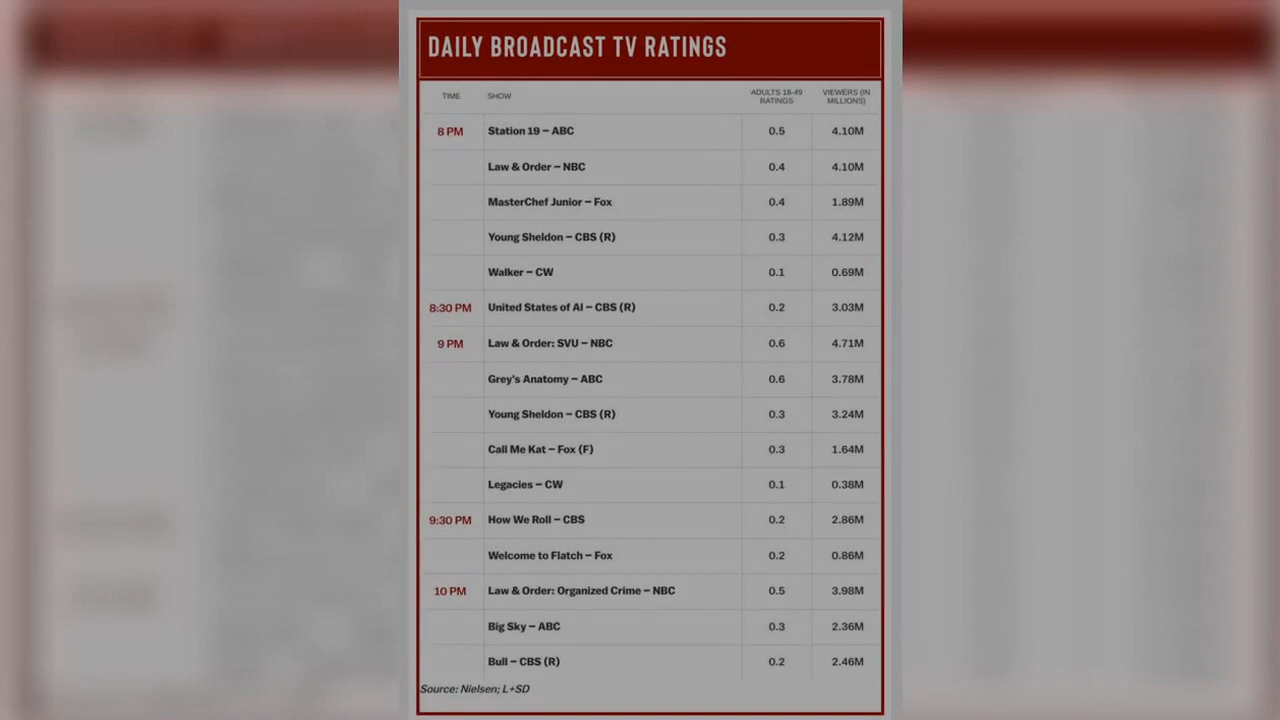 DAILY BROADCAST TV RATINGS
TIME SHOW ADULTS 18-49 RATINGS VIEWERS (IN MILLIONS)
8 PM Station 19 – ABC 0.5 4.10M
Law & Order – NBC 0.4 4.10M
MasterChef Junior – Fox 0.4 1.89M
Young Sheldon – CBS (R) 0.3 4.12M
Walker – CW 0.1 0.69M
8:30 PM United States of Al – CBS (R) 0.2 3.03M
9 PM Law & Order: SVU – NBC 0.6 4.71M
Grey's Anatomy – ABC 0.6 3.78M
Young Sheldon – CBS (R) 0.3 3.24M
Call Me Kat – Fox (F) 0.3 1.64M
Legacies – CW 0.1 0.38M
9:30 PM How We Roll – CBS 0.2 2.86M
Welcome to Flatch – Fox 0.2 0.86M
10 PM Law & Order: Organized Crime – NBC 0.5 3.98M
Big Sky – ABC 0.3 2.36M
Bull – CBS (R) 0.2 2.46M
Source: Nielsen; L+SD